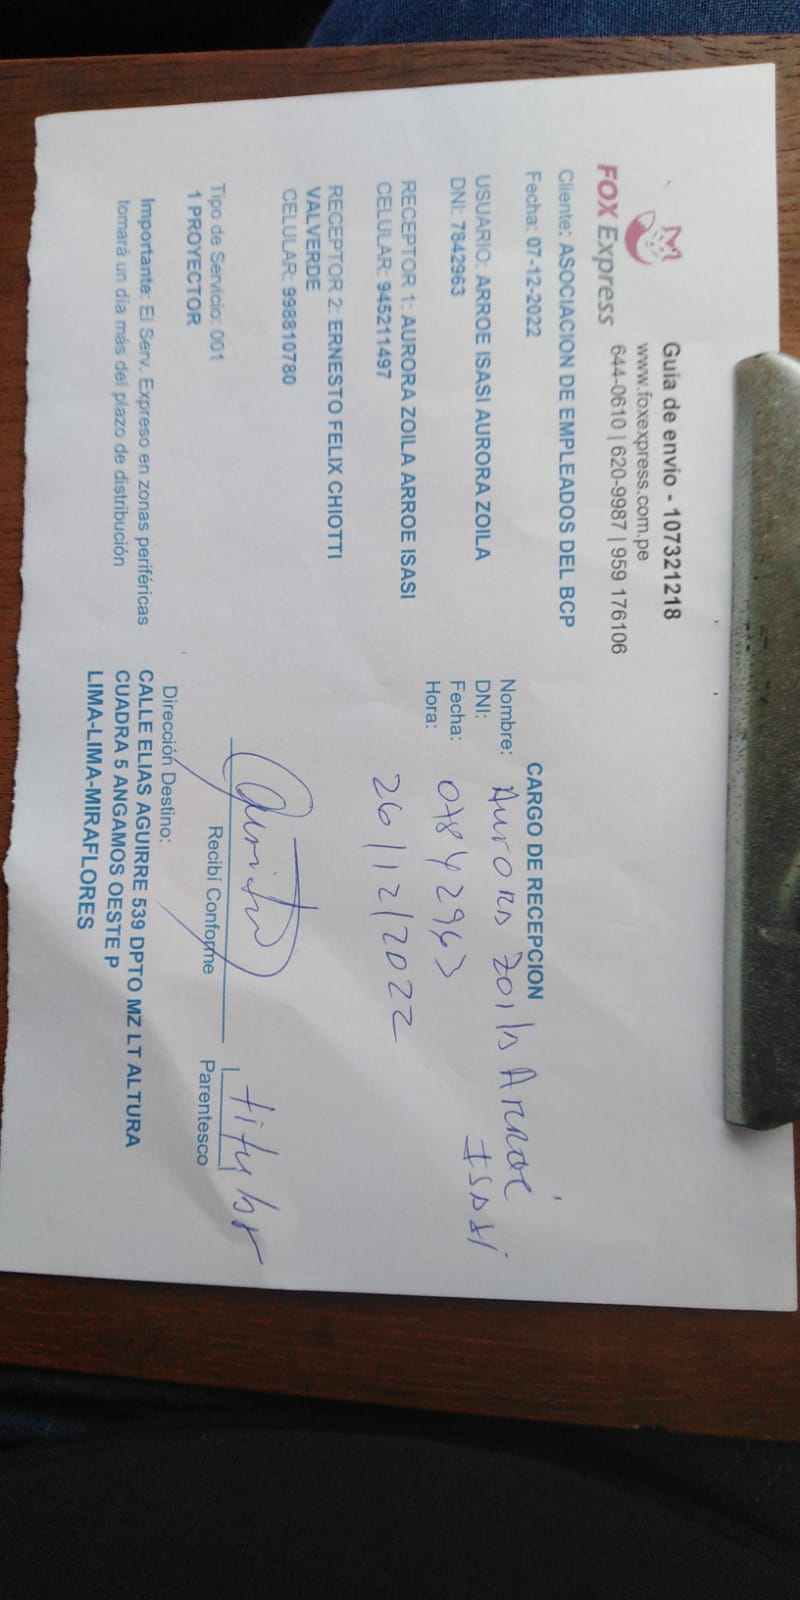 FOX Express
Guía de envío - 107321218
www.foxexpress.com.pe
644-0610 | 620-9987 | 959 176106
Cliente: ASOCIACION DE EMPLEADOS DEL BCP
Fecha: 07-12-2022
USUARIO: ARROE ISASI AURORA ZOILA
DNI: 7842963
RECEPTOR 1: AURORA ZOILA ARROE ISASI
CELULAR: 945211497
RECEPTOR 2: ERNESTO FELIX CHIOTTI
VALVERDE
CELULAR: 998810780
Tipo de Servicio: 001
1 PROYECTOR
Importante: El Serv. Expreso en zonas periféricas
tomará un día más del plazo de distribución
CARGO DE RECEPCION
Nombre: Aurora Zoila Arroé
Isasi
DNI: 07842963
Fecha: 26/12/2022
Hora:
titular
Recibí Conforme
Parentesco
Dirección Destino:
CALLE ELIAS AGUIRRE 539 DPTO MZ LT ALTURA
CUADRA 5 ANGAMOS OESTE P
LIMA-LIMA-MIRAFLORES